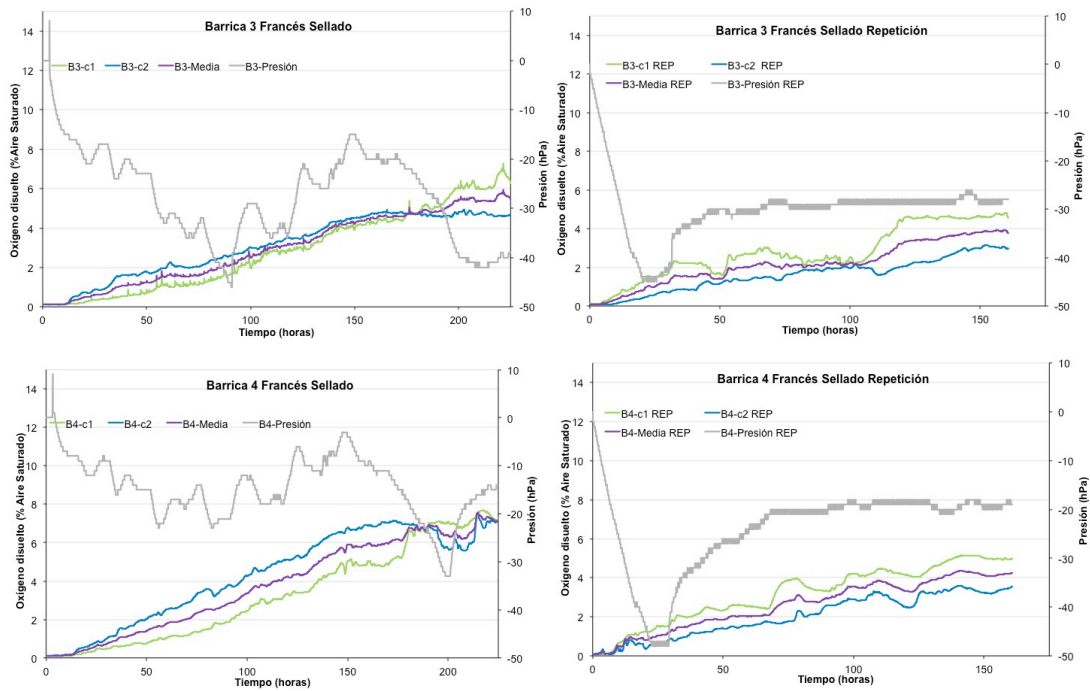 Barrica 3 Francés Sellado
B3-c1 B3-c2 B3-Media B3-Presión
Oxígeno disuelto (%Aire Saturado)
14
12
10
8
6
4
2
0
0 50 100 150 200
Tiempo (horas)
10
0
-10
-20
-30
-40
-50
Presión (hPa)
Barrica 3 Francés Sellado Repetición
B3-c1 REP B3-c2 REP
B3-Media REP B3-Presión REP
Oxígeno disuelto (%Aire Saturado)
14
12
10
8
6
4
2
0
0 50 100 150
Tiempo (horas)
10
0
-10
-20
-30
-40
-50
Presión (hPa)
Barrica 4 Francés Sellado
B4-c1 B4-c2 B4-Media B4-Presión
Oxígeno disuelto (% Aire Saturado)
14
12
10
8
6
4
2
0
0 50 100 150 200
Tiempo (horas)
10
0
-10
-20
-30
-40
-50
Presión (hPa)
Barrica 4 Francés Sellado Repetición
B4-c1 REP B4-c2 REP
B4-Media REP B4-Presión REP
Oxígeno disuelto (% Aire Saturado)
14
12
10
8
6
4
2
0
0 50 100 150
Tiempo (horas)
10
0
-10
-20
-30
-40
-50
Presión (hPa)